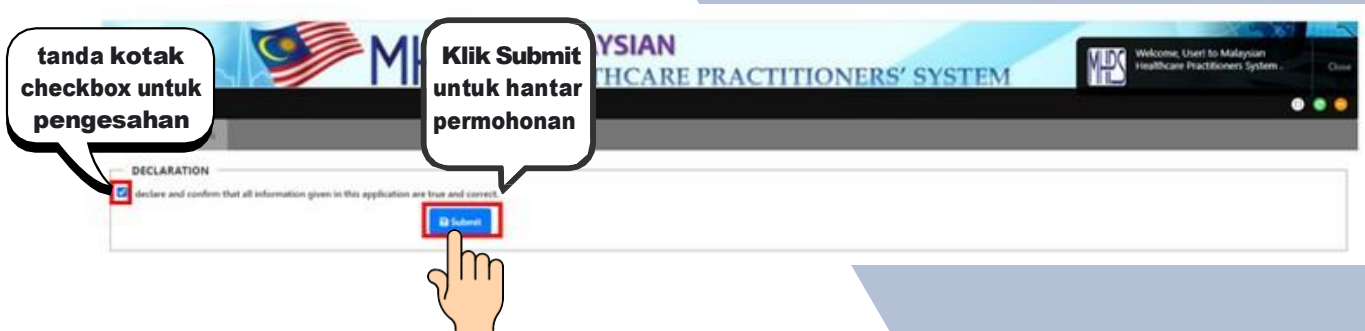 tanda kotak
checkbox untuk
pengesahan
Klik Submit
untuk hantar
permohonan
YSIAN
THCARE PRACTITIONERS' SYSTEM
MHPS
Welcome, User! to Malaysian
Healthcare Practitioners System .
Close
DECLARATION
declare and confirm that all information given in this application are true and correct.
Submit